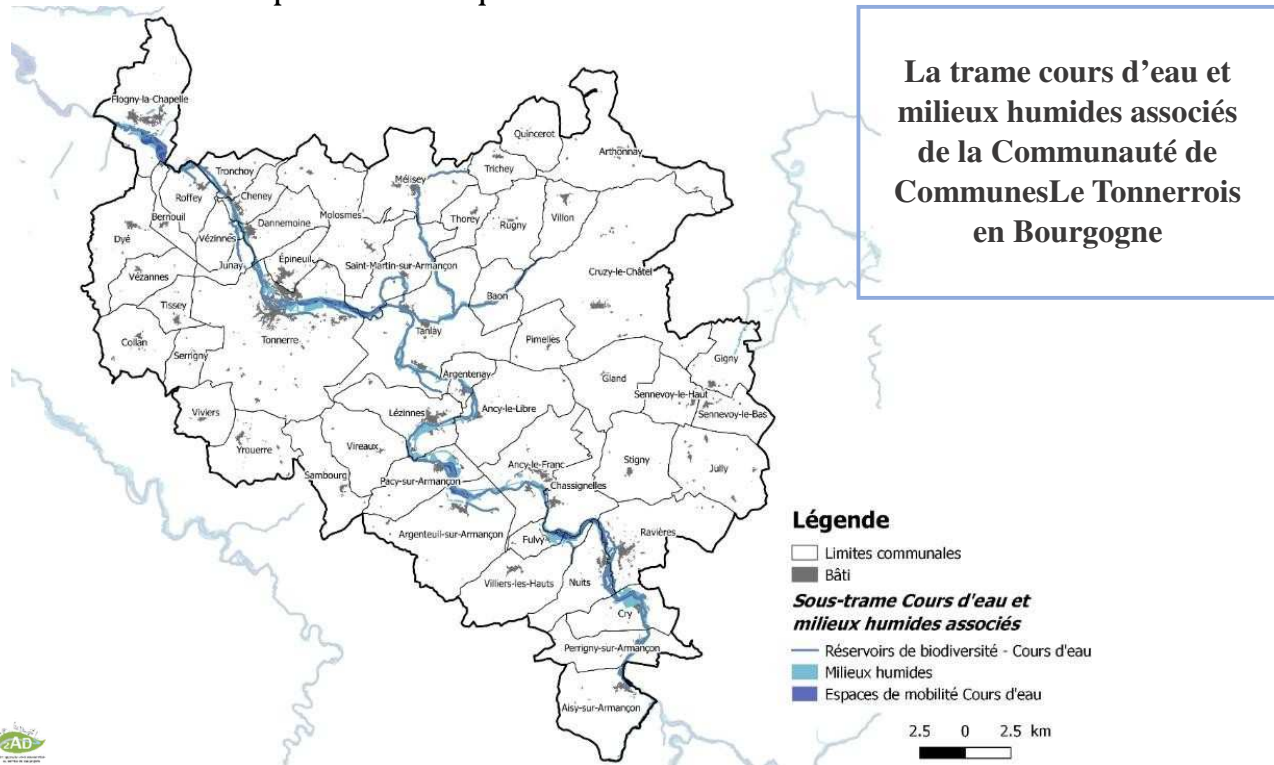 La trame cours d'eau et
milieux humides associés
de la Communauté de
CommunesLe Tonnerrois
en Bourgogne
Flogny-la-Chapelle
Quincerot
Arthonnay
Tronchoy
Trichey
Mélisey
Roffey
Cheney
Bernouil
Molosmes
Thorey
Villon
Dannemoine
Rugny
Dyé
Vézinnes
Épineuil
Junay
Saint-Martin-sur-Armançon
Cruzy-le-Châtel
Vézannes
Baon
Tissey
Tanlay
Collan
Tonnerre
Pimelles
Serrigny
Gigny
Argentenay
Gland
Sennevoy-le-Haut
Viviers
Lézinnes
Ancy-le-Libre
Sennevoy-le-Bas
Yrouerre
Vireaux
Stigny
Jully
Ancy-le-Franc
Sambourg
Pacy-sur-Armançon
Chassignelles
Argenteuil-sur-Armançon
Ravières
Fulvy
Villiers-les-Hauts
Nuits
Cry
Perrigny-sur-Armançon
Aisy-sur-Armançon
Légende
Limites communales
Bâti
Sous-trame Cours d'eau et
milieux humides associés
Réservoirs de biodiversité - Cours d'eau
Milieux humides
Espaces de mobilité Cours d'eau
2.5 0 2.5 km
2AD